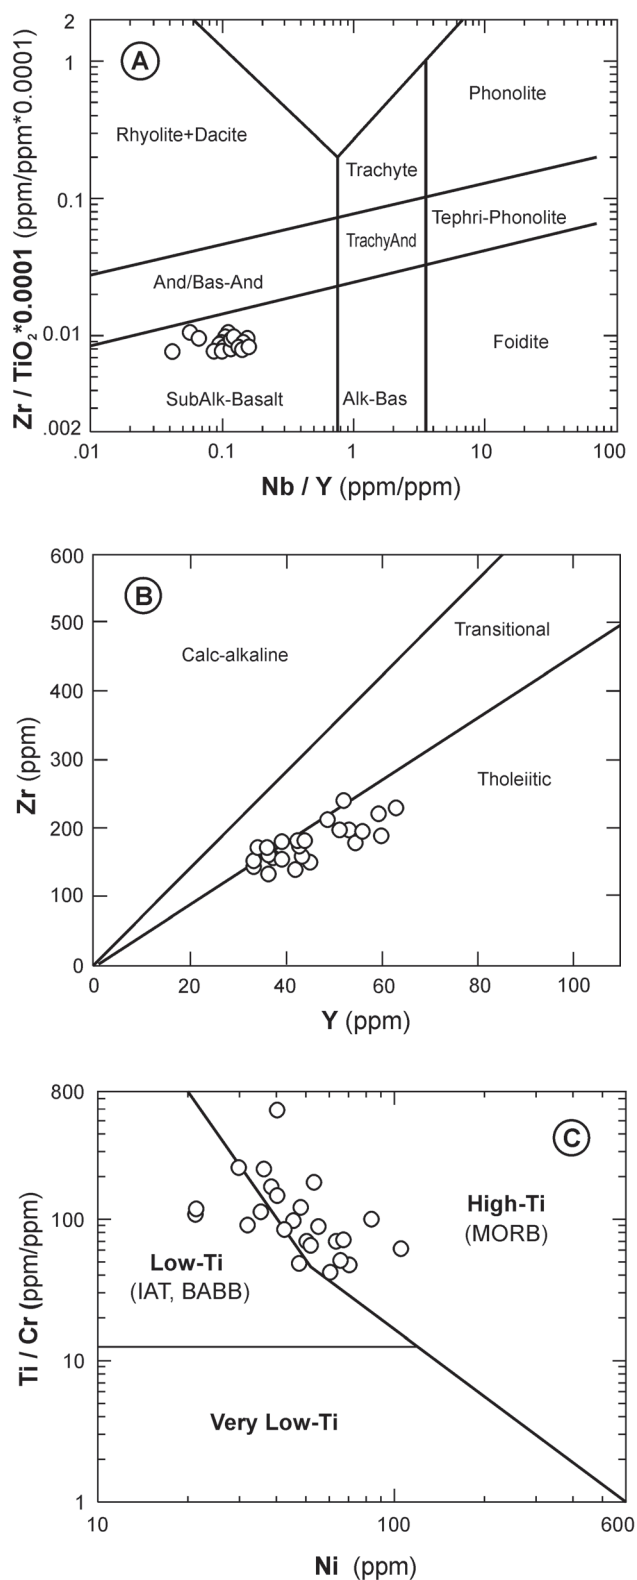 2
A
1
Phonolite
Rhyolite+Dacite
Trachyte
0.1
Tephri-Phonolite
TrachyAnd
And/Bas-And
0.01
Foidite
SubAlk-Basalt
Alk-Bas
.002
.01
0.1
1
10
100
Zr / TiO2*0.0001 (ppm/ppm*0.0001)
Nb / Y (ppm/ppm)
600
B
500
Transitional
Calc-alkaline
400
300
Tholeiitic
200
100
0
0
20
40
60
80
100
Zr (ppm)
Y (ppm)
800
C
High-Ti
(MORB)
100
Low-Ti
(IAT, BABB)
10
Very Low-Ti
1
10
100
600
Ti / Cr (ppm/ppm)
Ni (ppm)